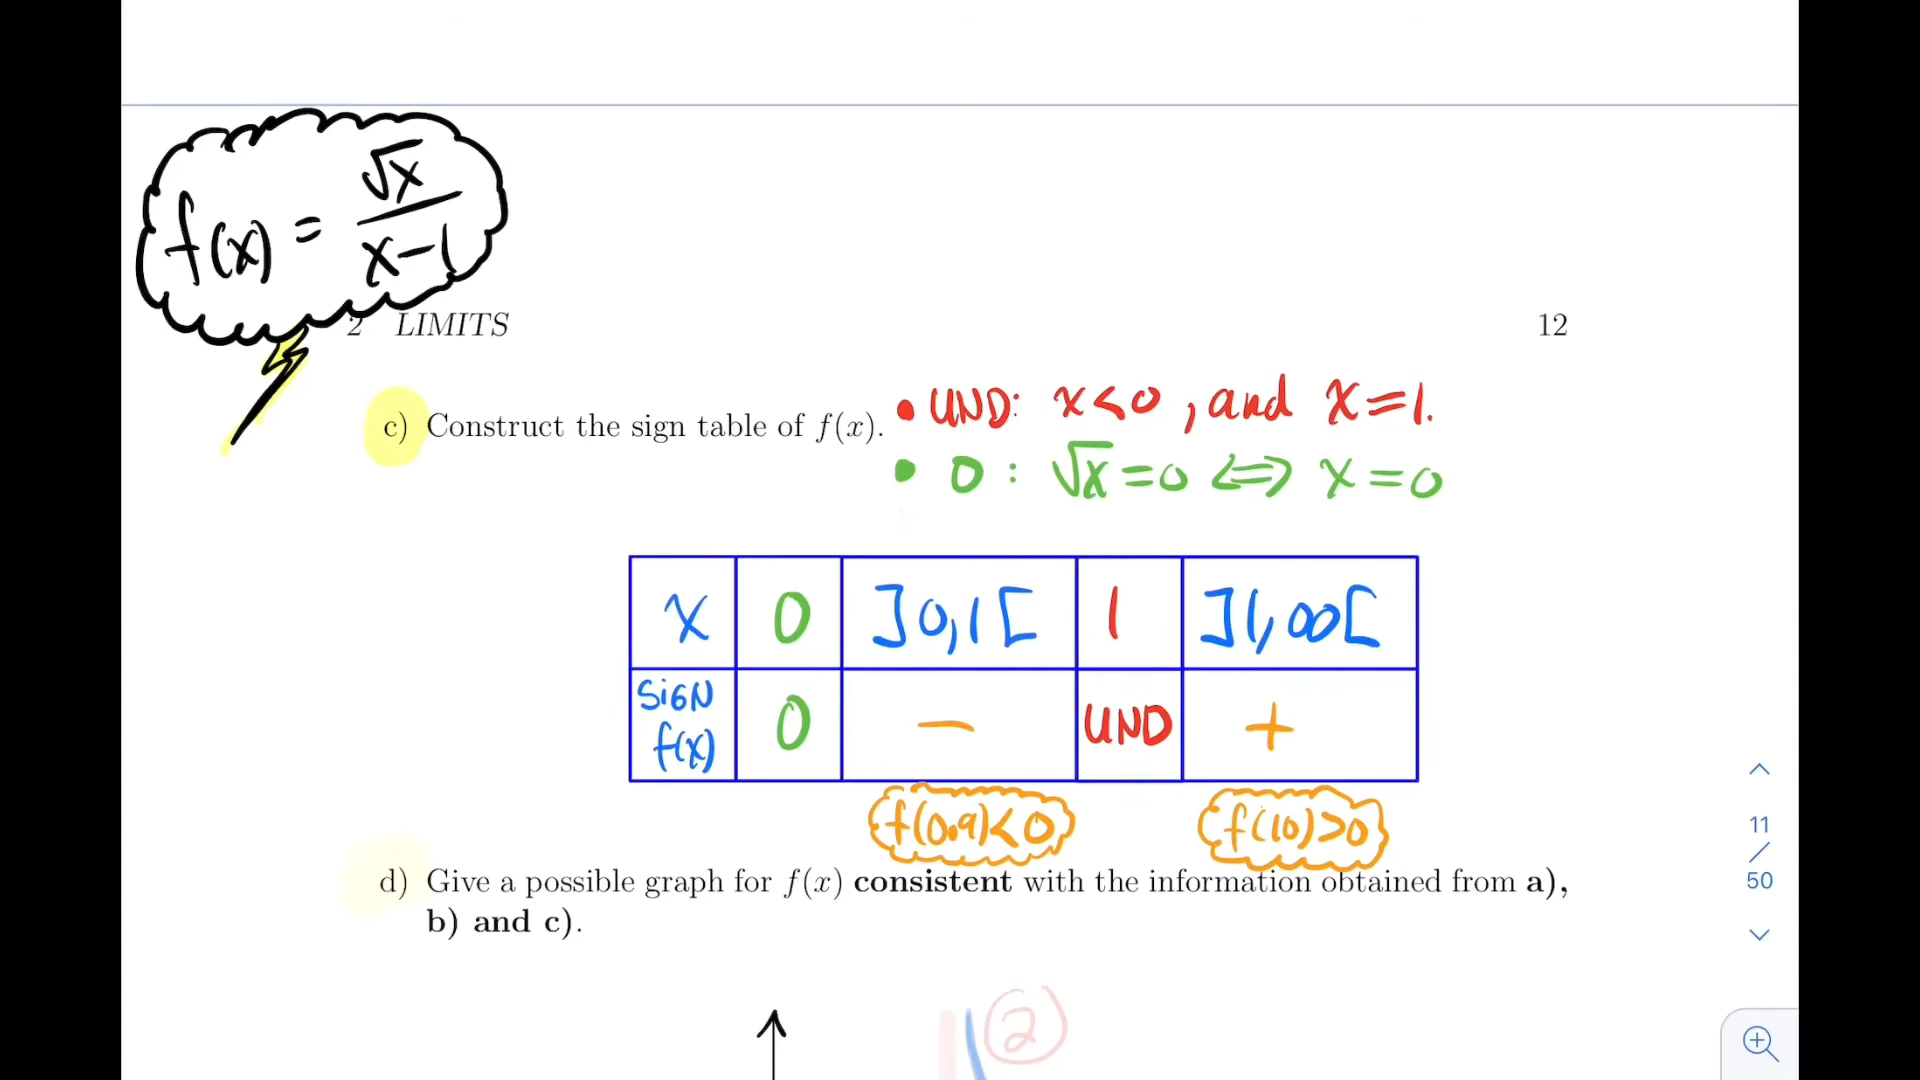 f(x) = √x / x-1
2 LIMITS 12
• UND: x<0, and x=1.
c) Construct the sign table of f(x).
• 0 : √x=0 ⟺ x=0
x 0 ]0,1[ 1 ]1,∞[
SIGN f(x) 0 − UND +
f(0.9)<0 f(10)>0
d) Give a possible graph for f(x) consistent with the information obtained from a),
b) and c).
11
/
50
2